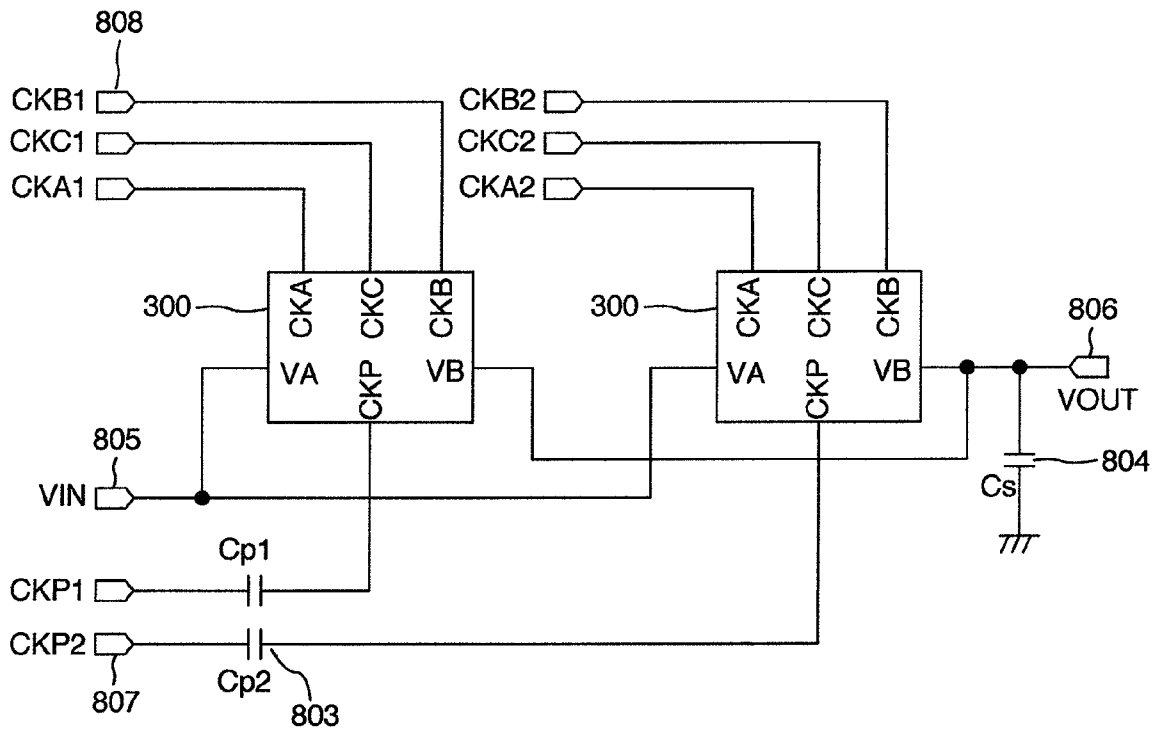 808
CKB1
CKB2
CKC1
CKC2
CKA1
CKA2
300
CKA
CKC
CKB
VA
CKP
VB
300
CKA
CKC
CKB
VA
CKP
VB
806
VOUT
805
VIN
804
Cs
Cp1
CKP1
CKP2
Cp2
807
803